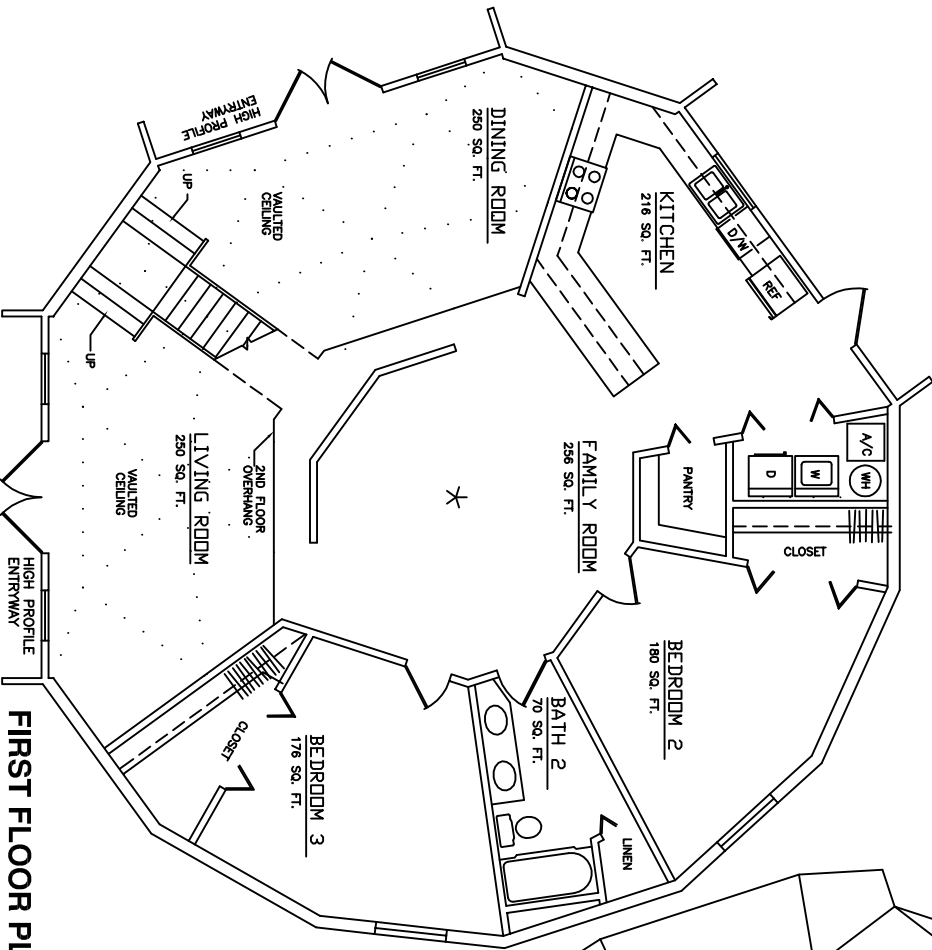 HIGH PROFILE
ENTRYWAY
DINING ROOM
250 SQ. FT.
VAULTED
CEILING
UP
KITCHEN
216 SQ. FT.
D/W
REF
UP
LIVING ROOM
250 SQ. FT.
2ND FLOOR
OVERHANG
VAULTED
CEILING
HIGH PROFILE
ENTRYWAY
FAMILY ROOM
256 SQ. FT.
PANTRY
A/C
WH
W
D
CLOSET
BEDROOM 2
180 SQ. FT.
BATH 2
70 SQ. FT.
LINEN
BEDROOM 3
176 SQ. FT.
CLOSET
FIRST FLOOR PL